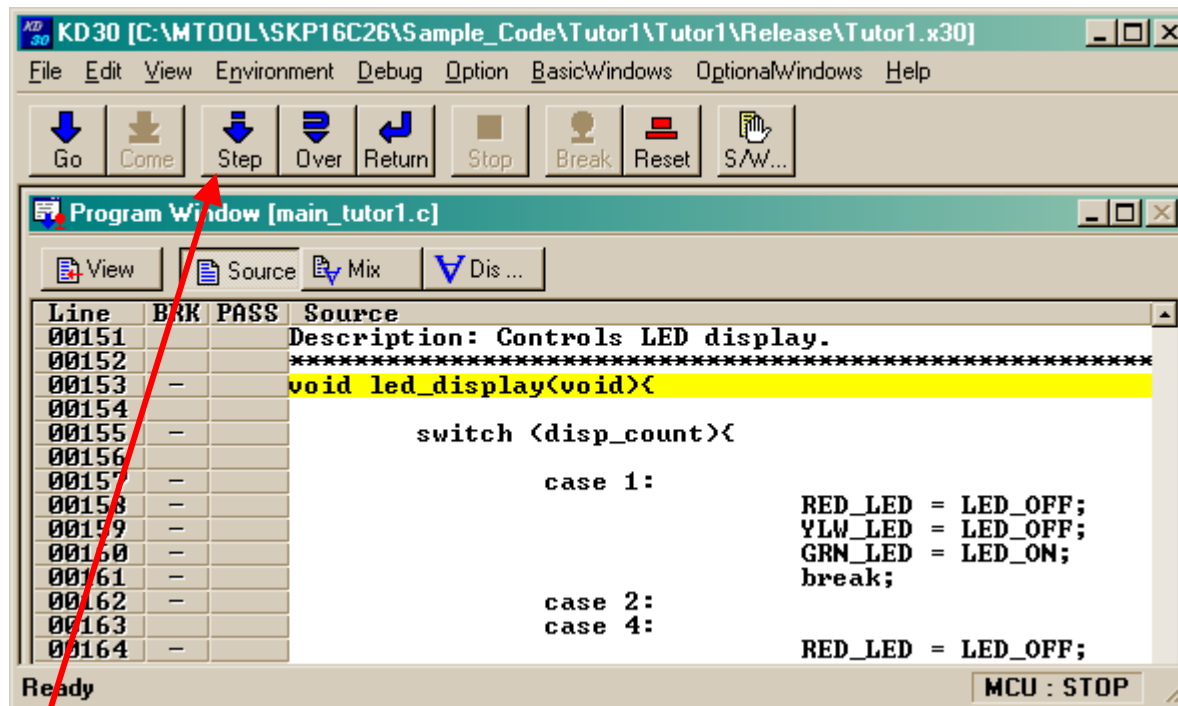 KD 30 KD30 [C:\MTOOL\SKP16C26\Sample_Code\Tutor1\Tutor1\Release\Tutor1.x30]
File Edit View Environment Debug Option BasicWindows OptionalWindows Help
Go Come Step Over Return Stop Break Reset S/W...
Program Window [main_tutor1.c]
View Source Mix Dis ...
Line BRK PASS Source
00151 Description: Controls LED display.
00152 ******************************************************
00153 - void led_display(void){
00154
00155 - switch (disp_count){
00156
00157 - case 1:
00158 - RED_LED = LED_OFF;
00159 - YLW_LED = LED_OFF;
00160 - GRN_LED = LED_ON;
00161 - break;
00162 - case 2:
00163 case 4:
00164 - RED_LED = LED_OFF;
Ready MCU : STOP